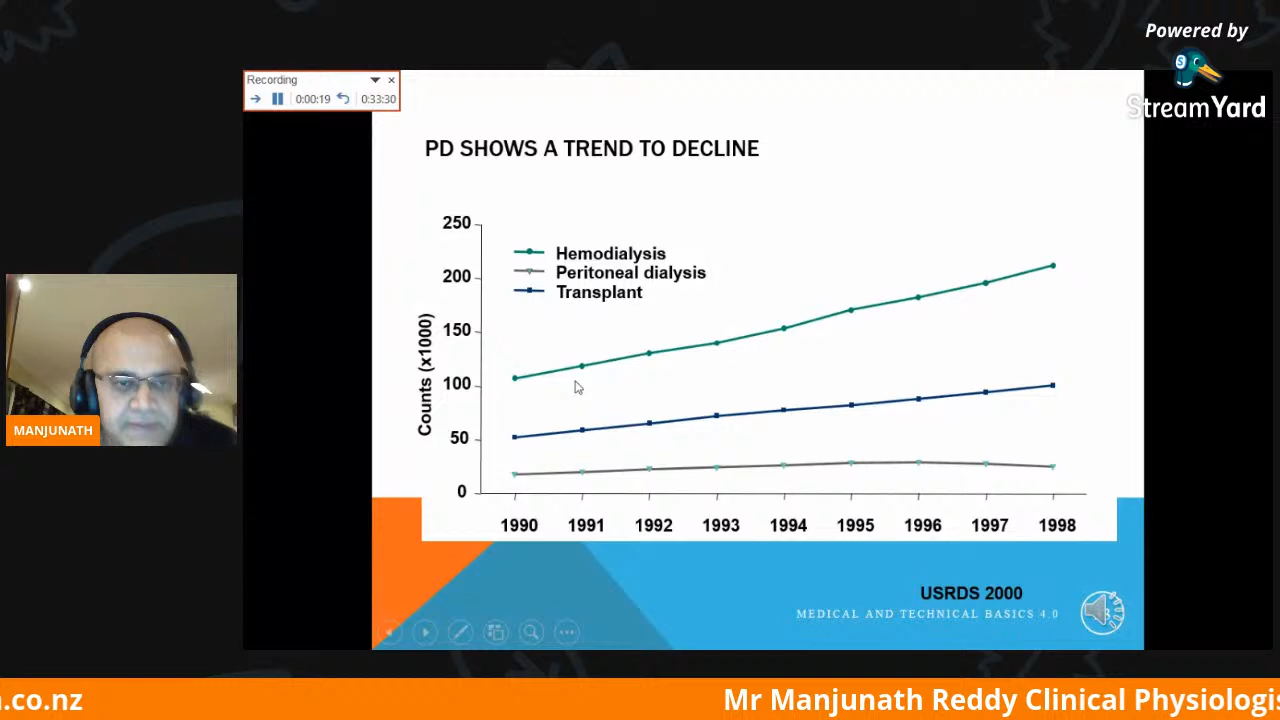 Powered by
StreamYard
Recording
0:00:19 0:33:30
PD SHOWS A TREND TO DECLINE
250
200
150
100
50
0
Counts (x1000)
Hemodialysis
Peritoneal dialysis
Transplant
1990 1991 1992 1993 1994 1995 1996 1997 1998
USRDS 2000
MEDICAL AND TECHNICAL BASICS 4.0
MANJUNATH
.co.nz
Mr Manjunath Reddy Clinical Physiologis